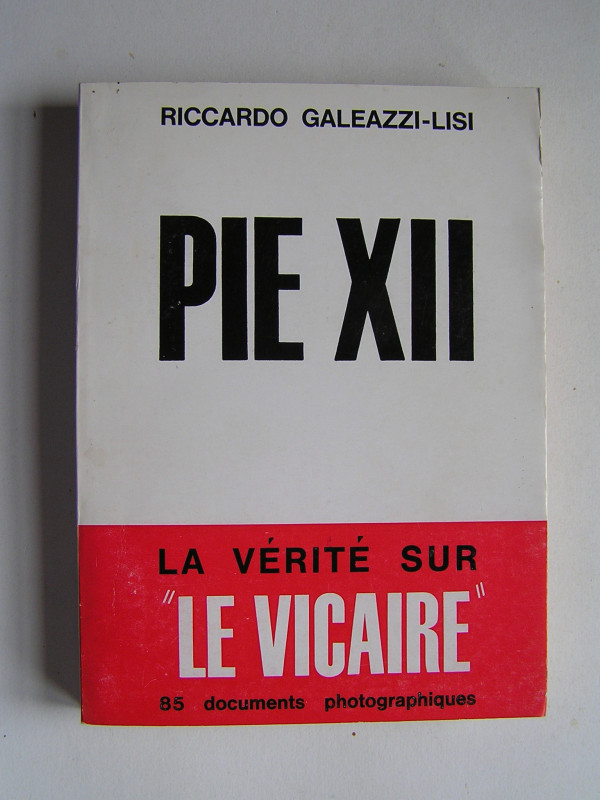 RICCARDO GALEAZZI-LISI
PIE XII
LA VÉRITÉ SUR
"LE VICAIRE"
85 documents photographiques